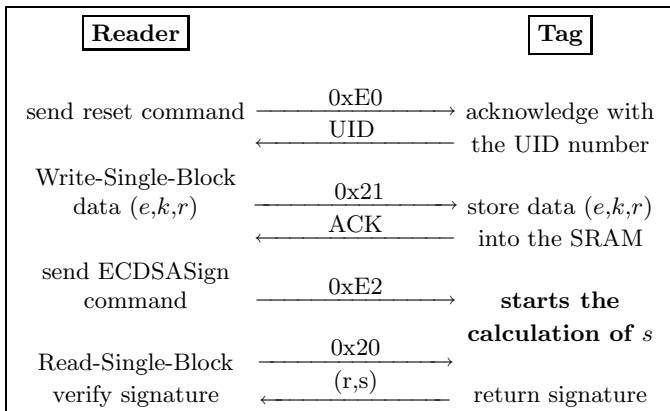 Reader Tag
0xE0
send reset command acknowledge with
UID
the UID number
Write-Single-Block
0x21
data (e,k,r) store data (e,k,r)
ACK
into the SRAM
send ECDSASign
0xE2
command starts the
calculation of s
0x20
Read-Single-Block
(r,s)
verify signature return signature